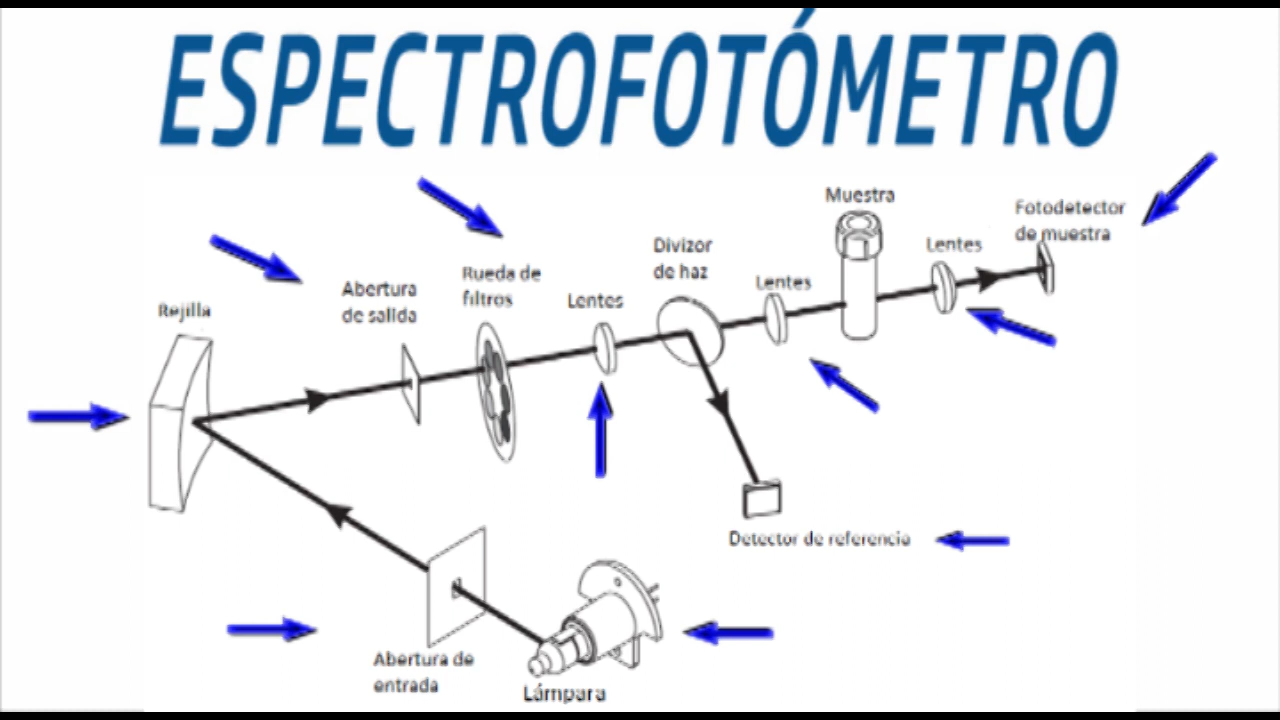 ESPECTROFOTÓMETRO
Muestra
Fotodetector
de muestra
Lentes
Divizor
de haz
Lentes
Rueda de
filtros
Abertura
de salida
Lentes
Rejilla
Detector de referencia
Abertura de
entrada
Lámpara